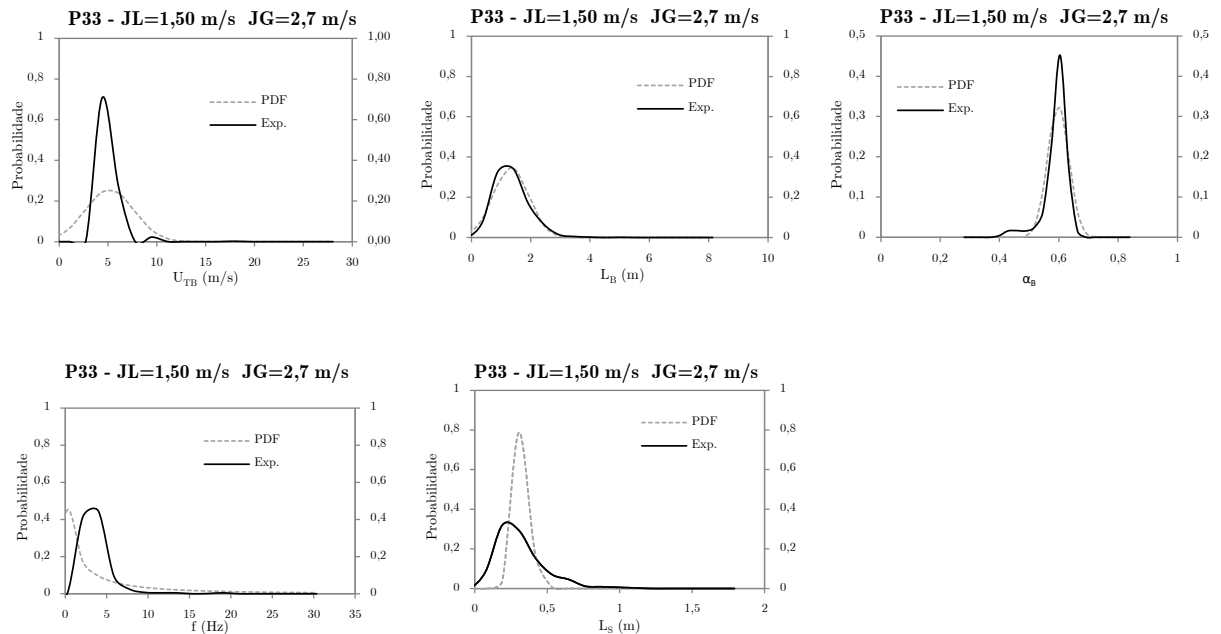 P33 - JL=1,50 m/s JG=2,7 m/s
1 1,00
0,8 0,80
0,6 0,60
0,4 0,40
0,2 0,20
0 0,00
0 5 10 15 20 25 30
Probabilidade
PDF
Exp.
U_TB (m/s)
P33 - JL=1,50 m/s JG=2,7 m/s
1 1
0,8 0,8
0,6 0,6
0,4 0,4
0,2 0,2
0 0
0 2 4 6 8 10
Probabilidade
PDF
Exp.
L_B (m)
P33 - JL=1,50 m/s JG=2,7 m/s
0,5 0,5
0,4 0,4
0,3 0,3
0,2 0,2
0,1 0,1
0 0
0 0,2 0,4 0,6 0,8 1
Probabilidade
PDF
Exp.
α_B
P33 - JL=1,50 m/s JG=2,7 m/s
1 1
0,8 0,8
0,6 0,6
0,4 0,4
0,2 0,2
0 0
0 5 10 15 20 25 30 35
Probabilidade
PDF
Exp.
f (Hz)
P33 - JL=1,50 m/s JG=2,7 m/s
1 1
0,8 0,8
0,6 0,6
0,4 0,4
0,2 0,2
0 0
0 0,5 1 1,5 2
Probabilidade
PDF
Exp.
L_S (m)